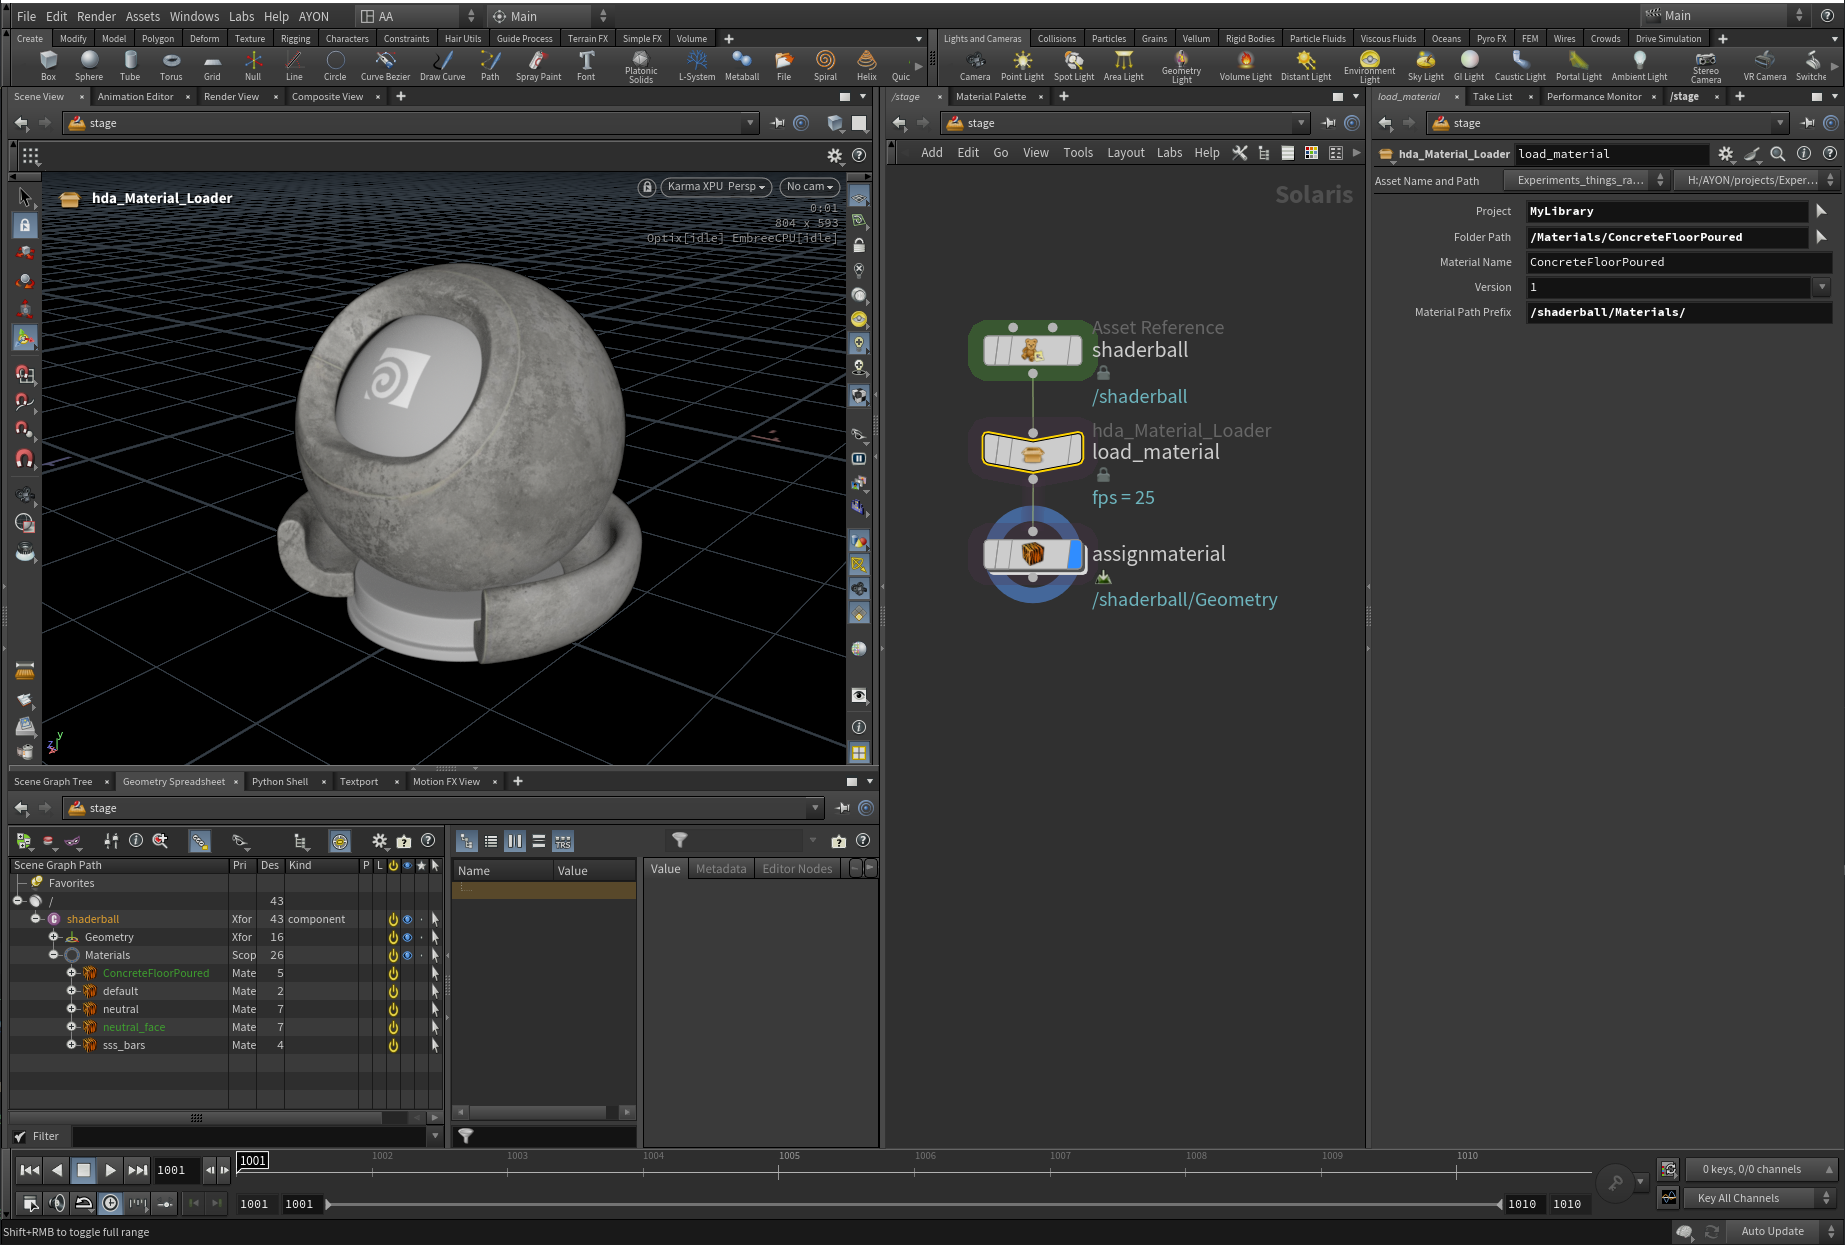 File Edit Render Assets Windows Labs Help AYON AA Main Main
Create Modify Model Polygon Deform Texture Rigging Characters Constraints Hair Utils Guide Process Terrain FX Simple FX Volume
Lights and Cameras Collisions Particles Grains Vellum Rigid Bodies Particle Fluids Viscous Fluids Oceans Pyro FX FEM Wires Crowds Drive Simulation
Box Sphere Tube Torus Grid Null Line Circle Curve Bezier Draw Curve Path Spray Paint Font Platonic Solids L-System Metaball File Spiral Helix Quic
Camera Point Light Spot Light Area Light Geometry Light Volume Light Distant Light Environment Light Sky Light GI Light Caustic Light Portal Light Ambient Light Stereo Camera VR Camera Switche
Scene View Animation Editor Render View Composite View
stage
hda_Material_Loader
Karma XPU Persp No cam
0:01
804 x 593
Optix[idle] EmbreeCPU[idle]
y
z
/stage Material Palette
stage
Add Edit Go View Tools Layout Labs Help
Solaris
Asset Reference
shaderball
/shaderball
hda_Material_Loader
load_material
fps = 25
assignmaterial
/shaderball/Geometry
load_material Take List Performance Monitor /stage
stage
hda_Material_Loader load_material
Asset Name and Path Experiments_things_ra... H:/AYON/projects/Exper...
Project MyLibrary
Folder Path /Materials/ConcreteFloorPoured
Material Name ConcreteFloorPoured
Version 1
Material Path Prefix /shaderball/Materials/
Scene Graph Tree Geometry Spreadsheet Python Shell Textport Motion FX View
stage
TRS
Scene Graph Path Pri Des Kind P L
Favorites
/ 43
C shaderball Xfor 43 component
Geometry Xfor 16
Materials Scop 26
ConcreteFloorPoured Mate 5
default Mate 2
neutral Mate 7
neutral_face Mate 7
sss_bars Mate 4
Filter
Name Value
Value Metadata Editor Nodes
1001 1001 1002 1003 1004 1005 1006 1007 1008 1009 1010
0 keys, 0/0 channels
1001 1001 1010 1010
Key All Channels
Shift+RMB to toggle full range
Auto Update